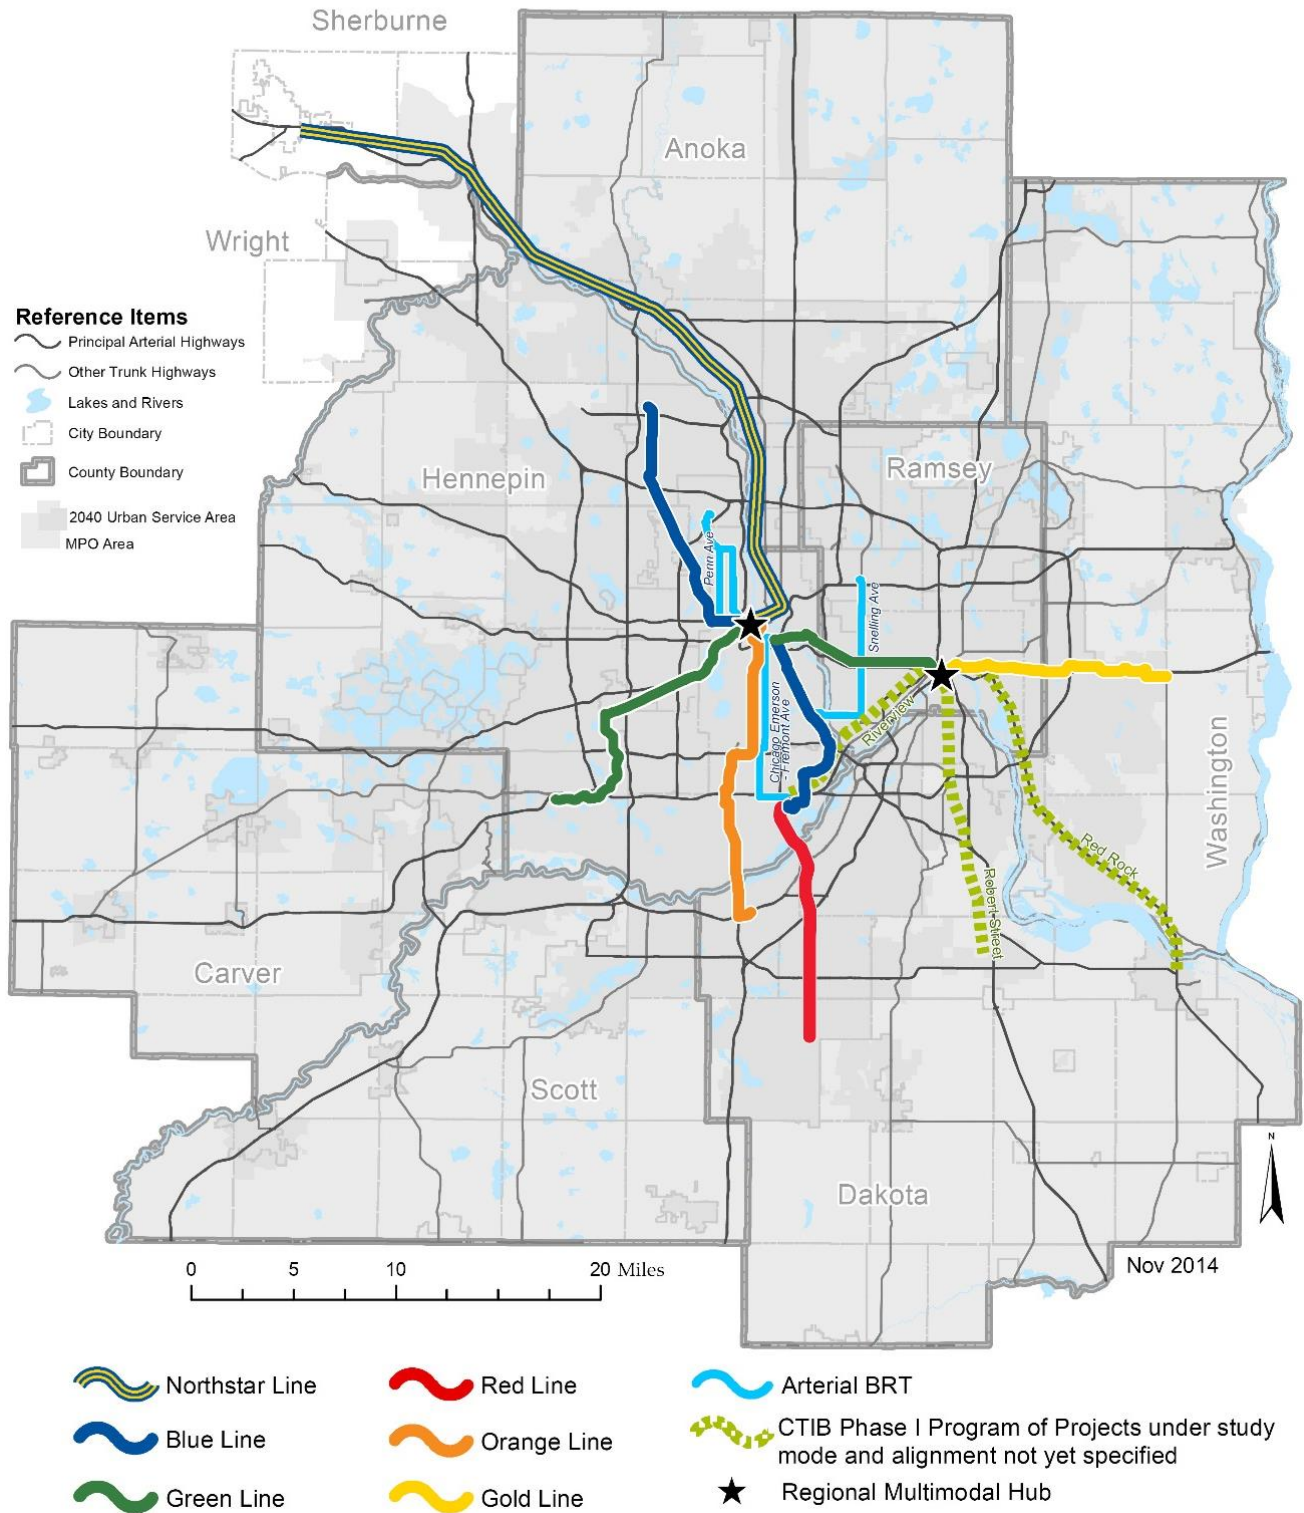 Sherburne
Anoka
Wright
Reference Items
Principal Arterial Highways
Other Trunk Highways
Lakes and Rivers
City Boundary
County Boundary
2040 Urban Service Area
MPO Area
Hennepin
Ramsey
Penn Ave
Snelling Ave
Chicago Emerson
- Fremont Ave
Riverview
Washington
Red Rock
Robert Street
Carver
Scott
Dakota
N
Nov 2014
0 5 10 20 Miles
Northstar Line
Blue Line
Green Line
Red Line
Orange Line
Gold Line
Arterial BRT
CTIB Phase I Program of Projects under study
mode and alignment not yet specified
Regional Multimodal Hub